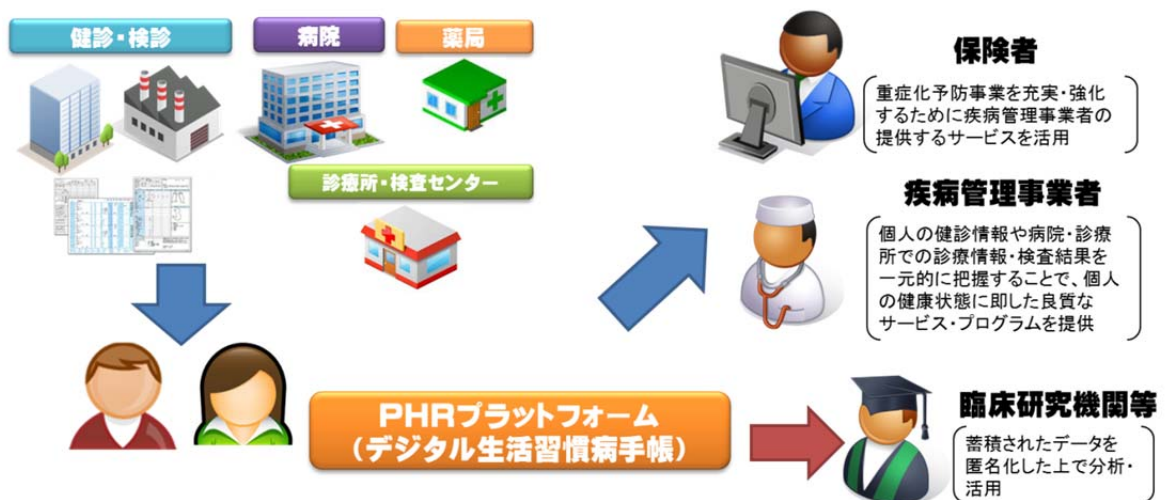 健診・検診
病院
薬局
診療所・検査センター
PHRプラットフォーム
(デジタル生活習慣病手帳)
保険者
重症化予防事業を充実・強化
するために疾病管理事業者の
提供するサービスを活用
疾病管理事業者
個人の健診情報や病院・診療
所での診療情報・検査結果を
一元的に把握することで、個人
の健康状態に即した良質な
サービス・プログラムを提供
臨床研究機関等
蓄積されたデータを
匿名化した上で分析・
活用